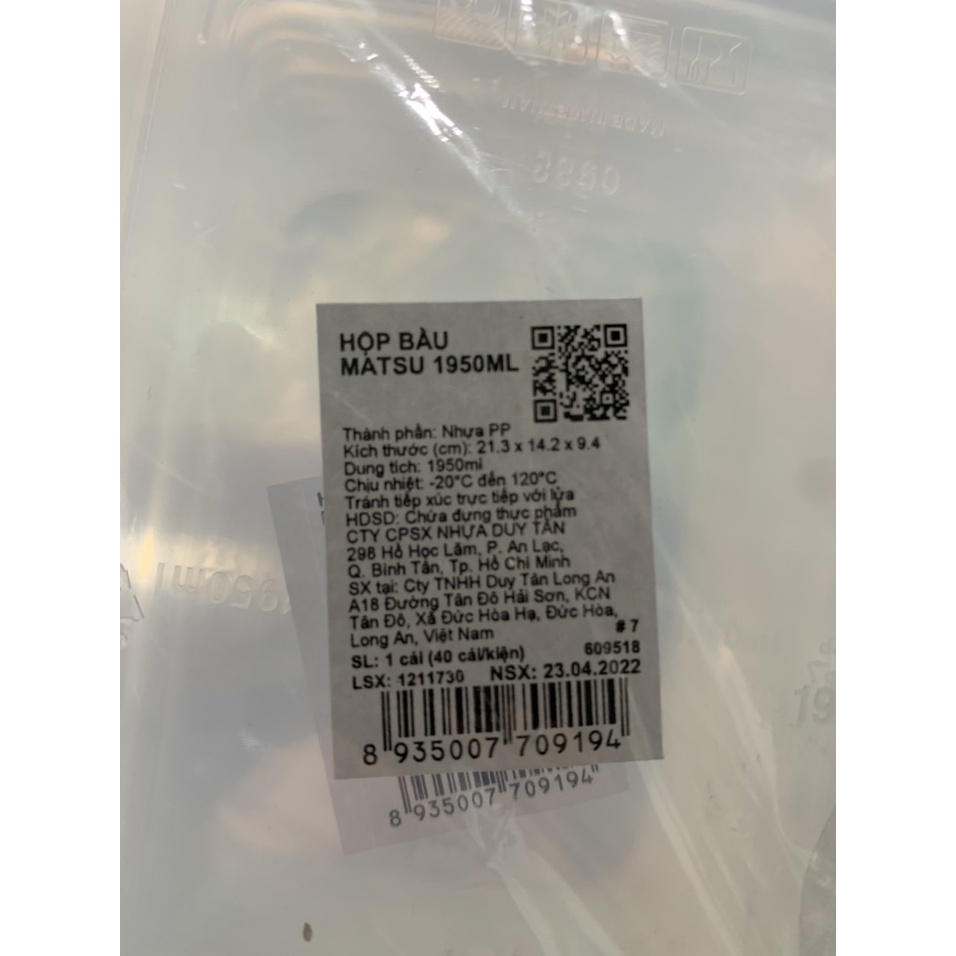 MADE IN VIETNAM
HỘP BẦU
MATSU 1950ML
Thành phần: Nhựa PP
Kích thước (cm): 21.3 x 14.2 x 9.4
Dung tích: 1950ml
Chịu nhiệt: -20°C đến 120°C
Tránh tiếp xúc trực tiếp với lửa
HDSD: Chứa đựng thực phẩm
CTY CPSX NHỰA DUY TÂN
298 Hồ Học Lãm, P. An Lạc,
Q. Bình Tân, Tp. Hồ Chí Minh
SX tại: Cty TNHH Duy Tân Long An
A18 Đường Tân Đô Hải Sơn, KCN
Tân Đô, Xã Đức Hòa Hạ, Đức Hòa,
Long An, Việt Nam
#7
SL: 1 cái (40 cái/kiện) 609518
LSX: 1211730 NSX: 23.04.2022
8 935007 709194
8 935007 709194
1950ml